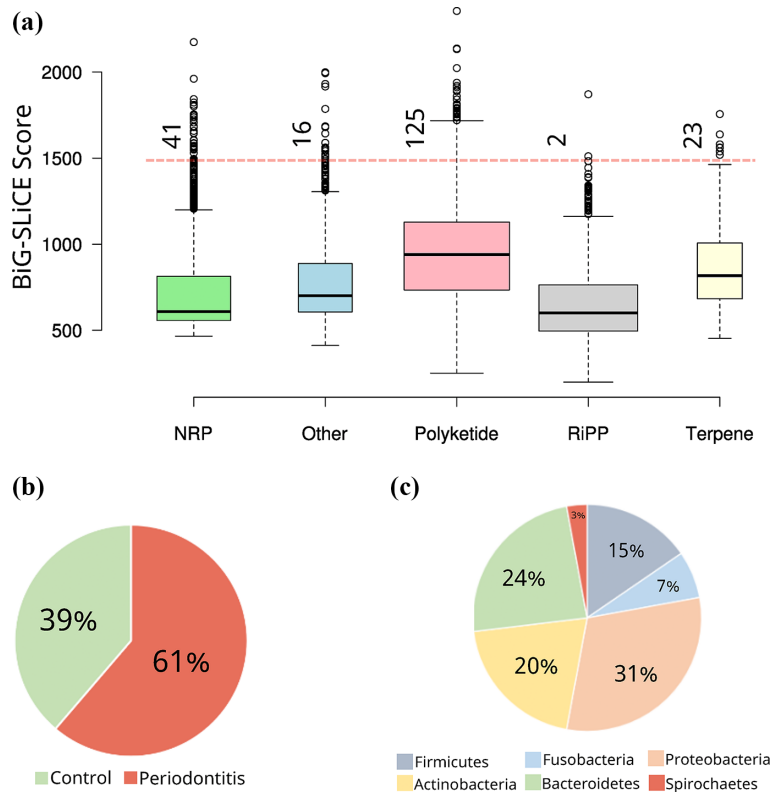 (a)
BiG-SLiCE Score
2000
1500
1000
500
41
16
125
2
23
NRP Other Polyketide RiPP Terpene
(b)
39%
61%
Control Periodontitis
(c)
3%
15%
7%
24%
20%
31%
Firmicutes Fusobacteria Proteobacteria
Actinobacteria Bacteroidetes Spirochaetes